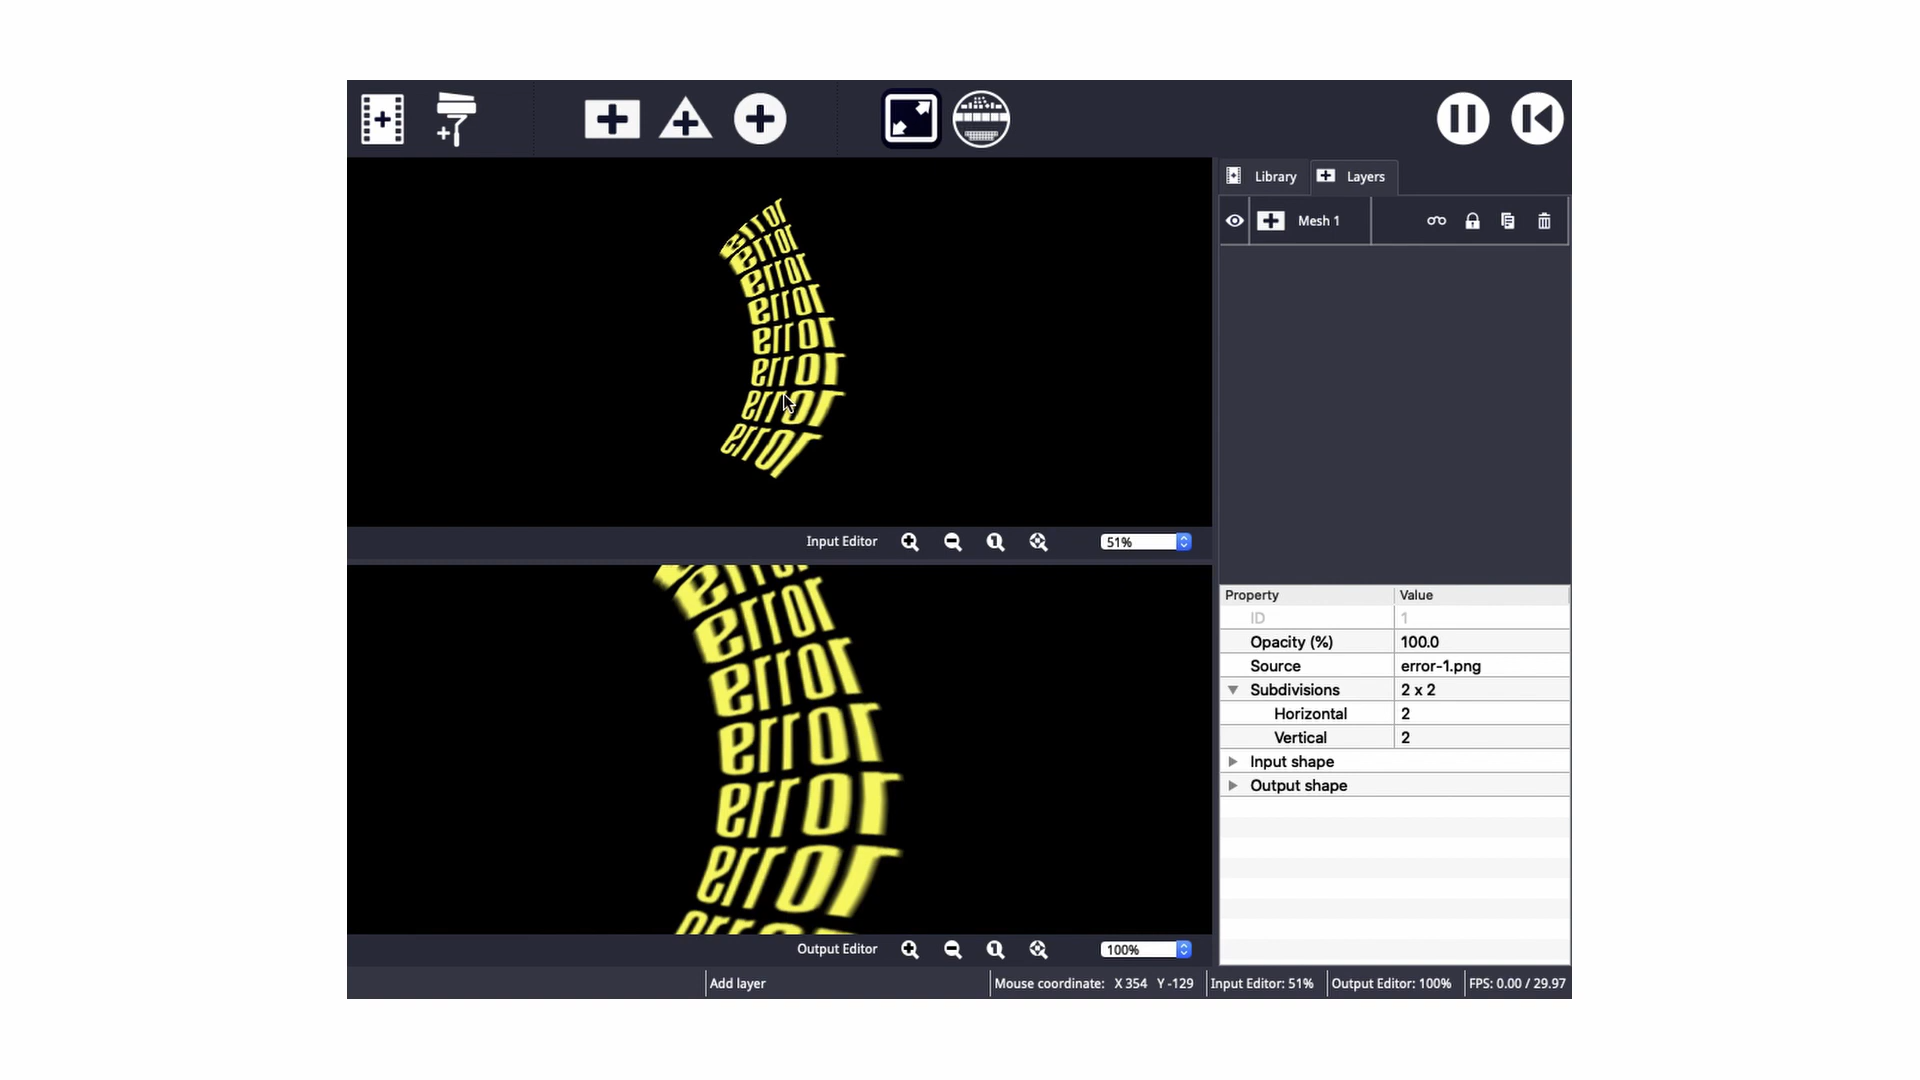 Library
Layers
Mesh 1
error
error
error
error
error
error
error
error
Input Editor
51%
error
error
error
error
error
error
error
error
Output Editor
100%
Property Value
ID 1
Opacity (%) 100.0
Source error-1.png
Subdivisions 2 x 2
Horizontal 2
Vertical 2
Input shape
Output shape
Add layer
Mouse coordinate: X 354 Y -129
Input Editor: 51%
Output Editor: 100%
FPS: 0.00 / 29.97